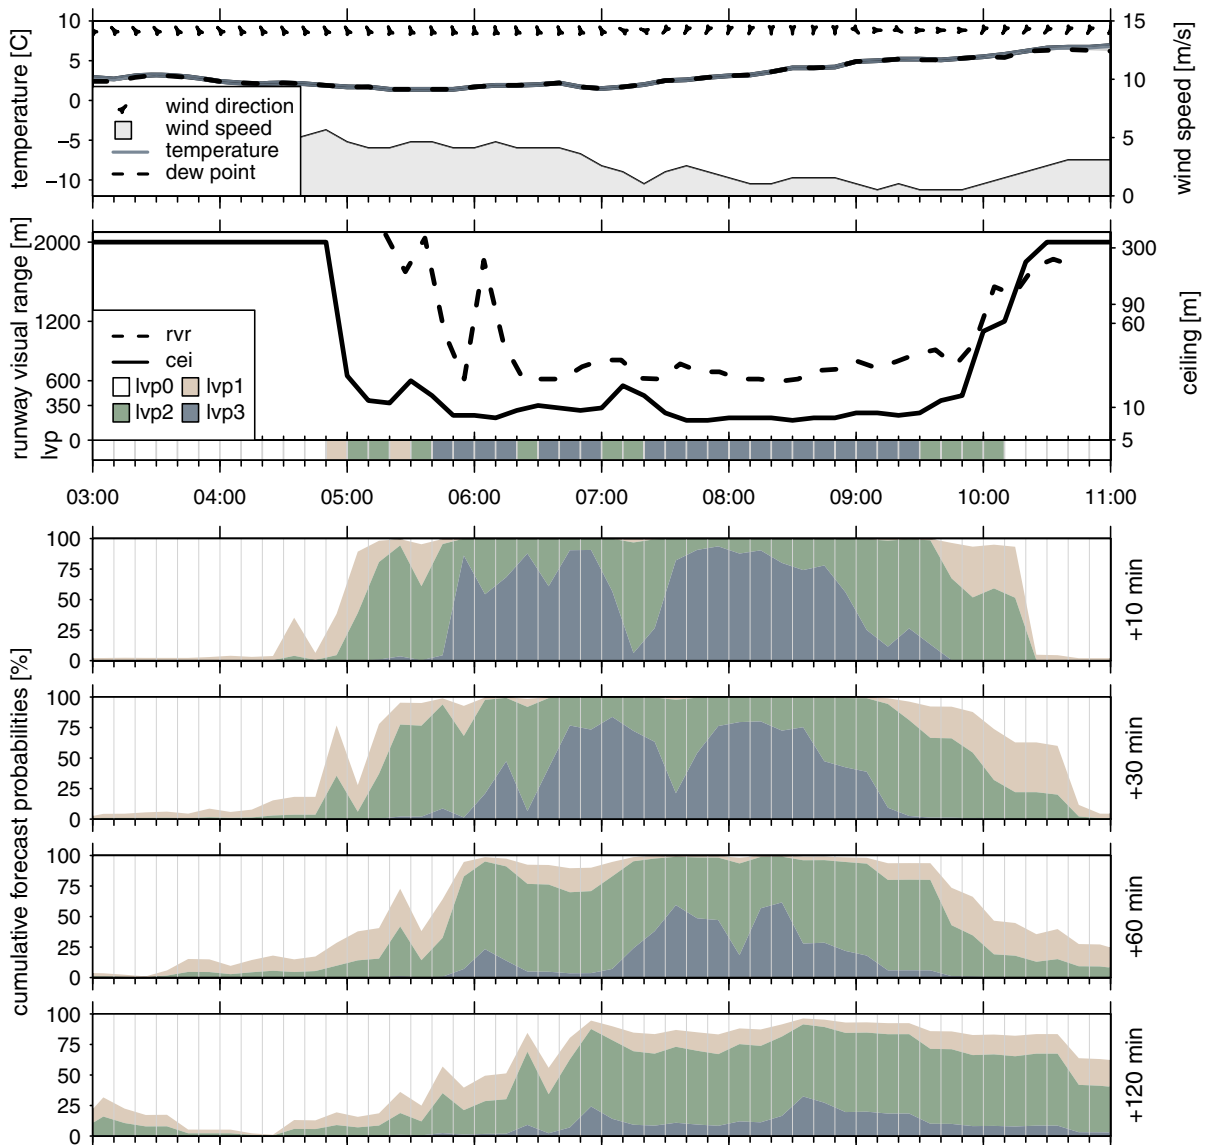 10
5
0
−5
−10
temperature [C]
wind direction
wind speed
temperature
dew point
15
10
5
0
wind speed [m/s]
2000
1200
600
350
0
lvp
runway visual range [m]
rvr
cei
lvp0 lvp1
lvp2 lvp3
300
90
60
10
5
ceiling [m]
03:00 04:00 05:00 06:00 07:00 08:00 09:00 10:00 11:00
cumulative forecast probabilities [%]
100
75
50
25
0
+10 min
100
75
50
25
0
+30 min
100
75
50
25
0
+60 min
100
75
50
25
0
+120 min